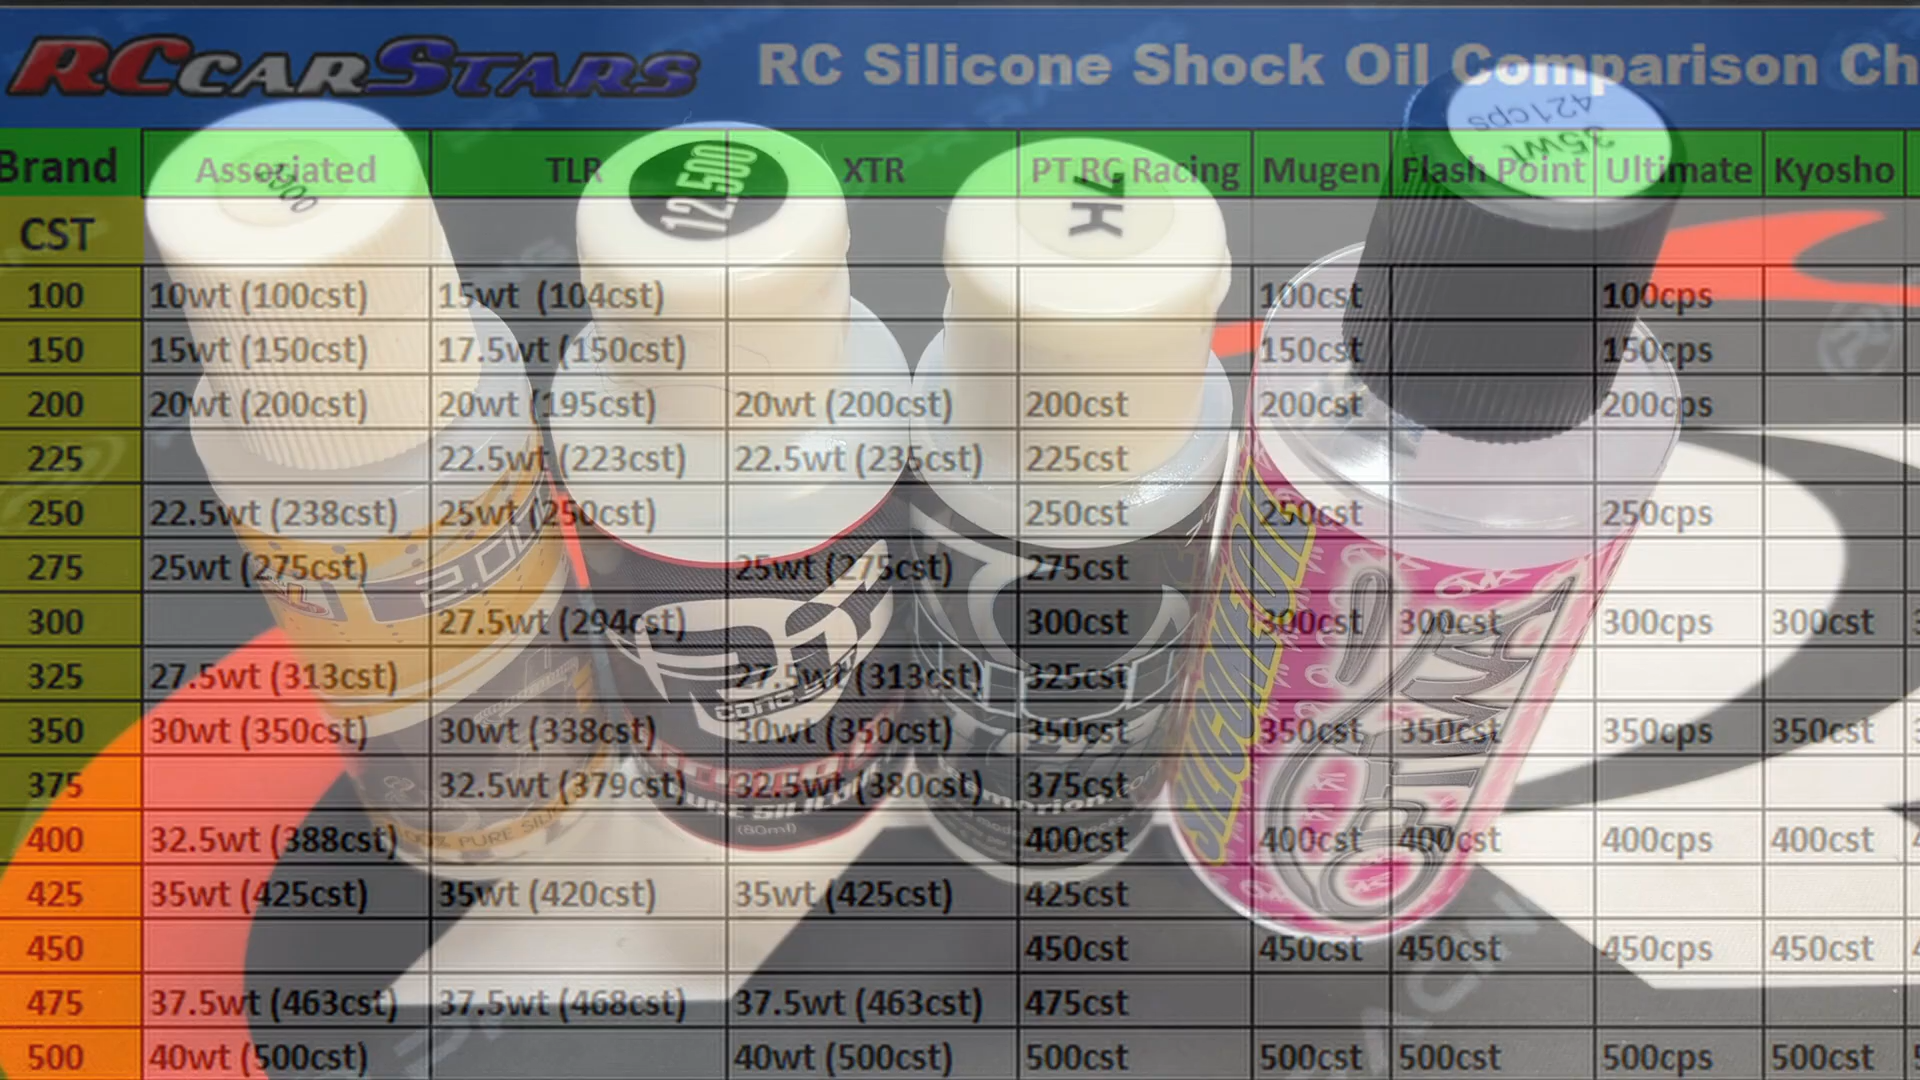 RCCARSTARS RC Silicone Shock Oil Comparison Ch
Brand Associated TLR XTR PT RC Racing Mugen Flash Point Ultimate Kyosho
CST
100 10wt (100cst) 15wt (104cst) 100cst 100cps
150 15wt (150cst) 17.5wt (150cst) 150cst 150cps
200 20wt (200cst) 20wt (195cst) 20wt (200cst) 200cst 200cst 200cps
225 22.5wt (223cst) 22.5wt (235cst) 225cst
250 22.5wt (238cst) 25wt (250cst) 250cst 250cst 250cps
275 25wt (275cst) 25wt (275cst) 275cst
300 27.5wt (294cst) 300cst 300cst 300cst 300cps 300cst
325 27.5wt (313cst) 27.5wt (313cst) 325cst
350 30wt (350cst) 30wt (338cst) 30wt (350cst) 350cst 350cst 350cst 350cps 350cst
375 32.5wt (379cst) 32.5wt (380cst) 375cst
400 32.5wt (388cst) 400cst 400cst 400cst 400cps 400cst
425 35wt (425cst) 35wt (420cst) 35wt (425cst) 425cst
450 450cst 450cst 450cst 450cps 450cst
475 37.5wt (463cst) 37.5wt (468cst) 37.5wt (463cst) 475cst
500 40wt (500cst) 40wt (500cst) 500cst 500cst 500cst 500cps 500cst
12.500
7K
35wt
421cps
(80ml)